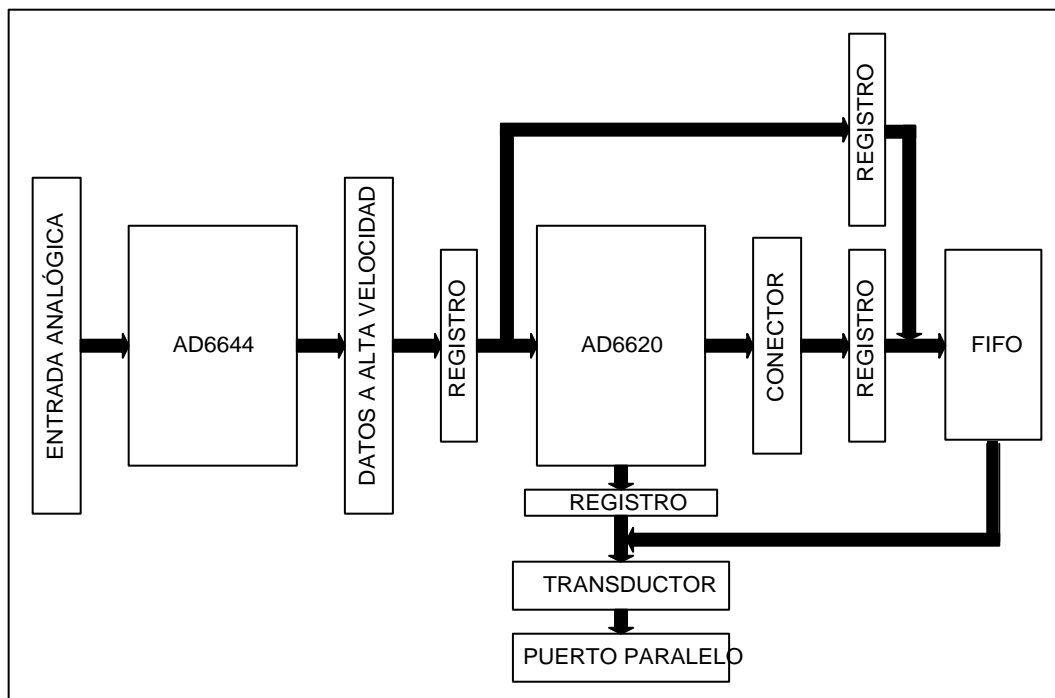 ENTRADA ANALÓGICA
AD6644
DATOS A ALTA VELOCIDAD
REGISTRO
AD6620
CONECTOR
REGISTRO
REGISTRO
FIFO
REGISTRO
TRANSDUCTOR
PUERTO PARALELO